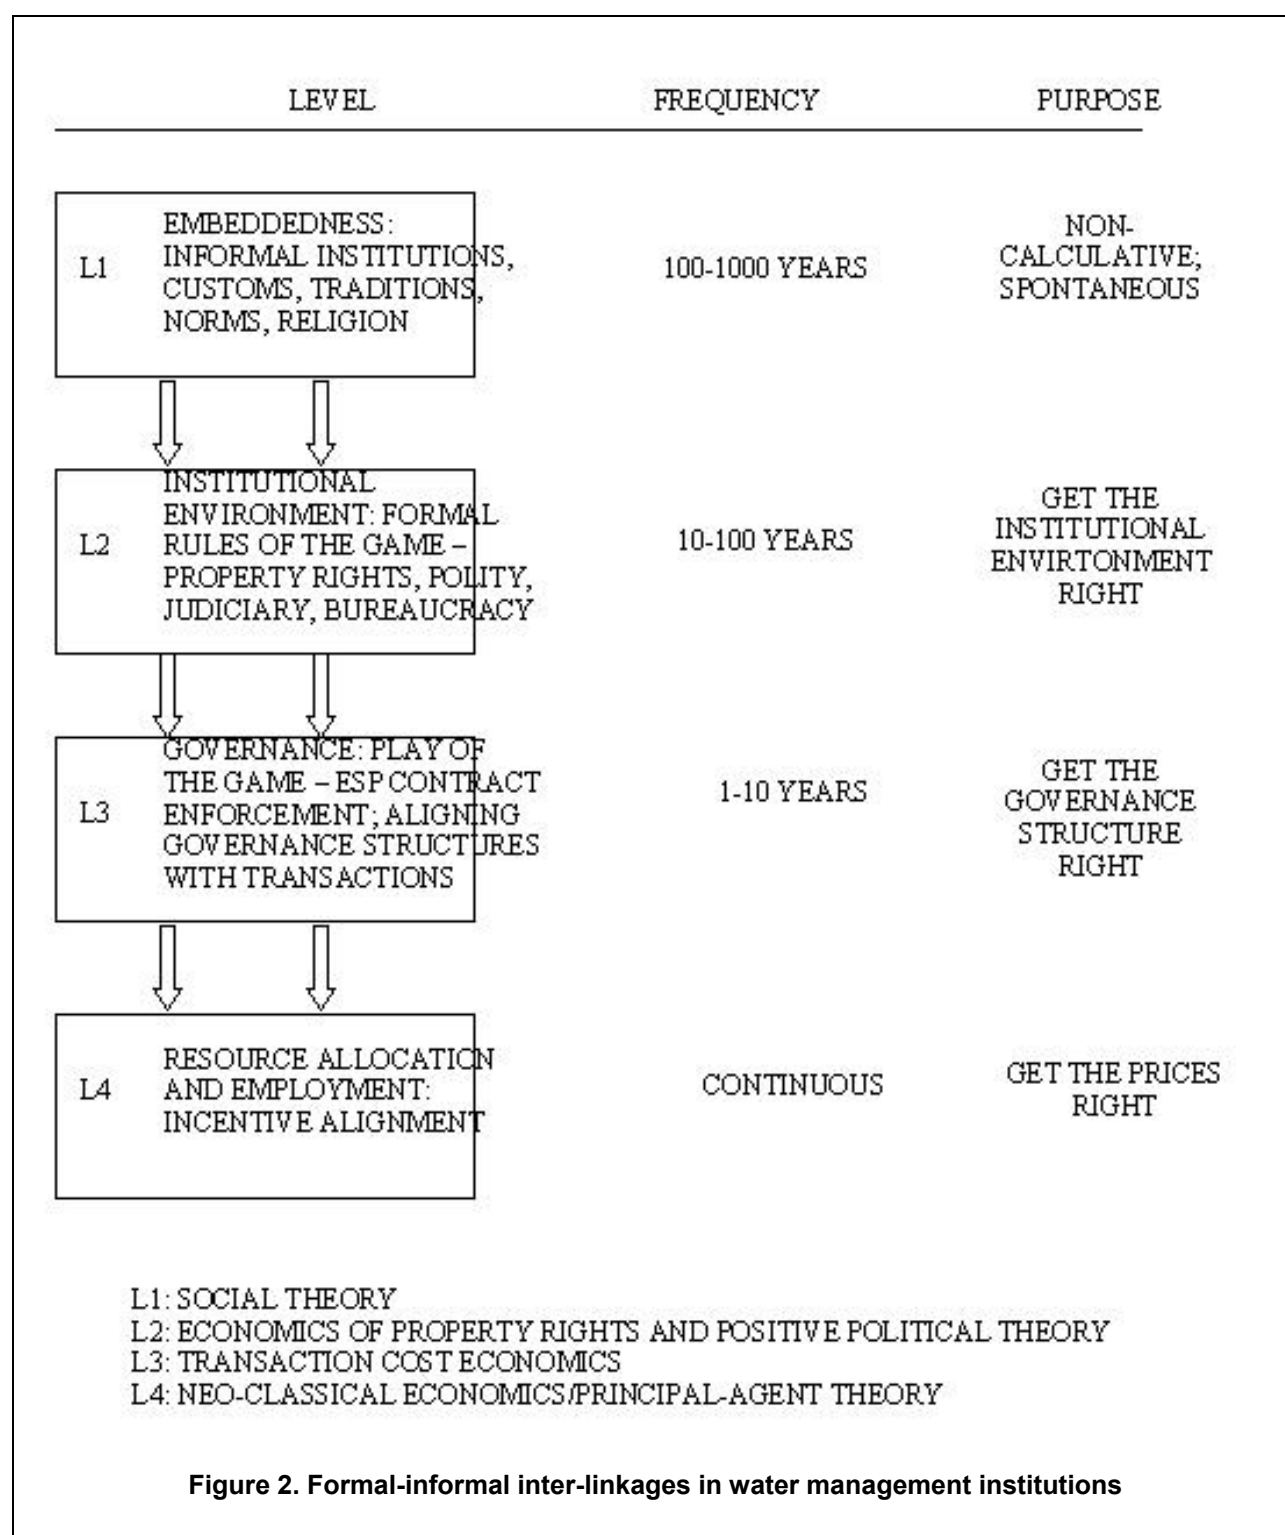 LEVEL FREQUENCY PURPOSE
L1
EMBEDDEDNESS:
INFORMAL INSTITUTIONS,
CUSTOMS, TRADITIONS,
NORMS, RELIGION
100-1000 YEARS
NON-
CALCULATIVE;
SPONTANEOUS
L2
INSTITUTIONAL
ENVIRONMENT: FORMAL
RULES OF THE GAME –
PROPERTY RIGHTS, POLITY,
JUDICIARY, BUREAUCRACY
10-100 YEARS
GET THE
INSTITUTIONAL
ENVIRTONMENT
RIGHT
L3
GOVERNANCE: PLAY OF
THE GAME – ESP CONTRACT
ENFORCEMENT; ALIGNING
GOVERNANCE STRUCTURES
WITH TRANSACTIONS
1-10 YEARS
GET THE
GOVERNANCE
STRUCTURE
RIGHT
L4
RESOURCE ALLOCATION
AND EMPLOYMENT:
INCENTIVE ALIGNMENT
CONTINUOUS
GET THE PRICES
RIGHT
L1: SOCIAL THEORY
L2: ECONOMICS OF PROPERTY RIGHTS AND POSITIVE POLITICAL THEORY
L3: TRANSACTION COST ECONOMICS
L4: NEO-CLASSICAL ECONOMICS/PRINCIPAL-AGENT THEORY
Figure 2. Formal-informal inter-linkages in water management institutions